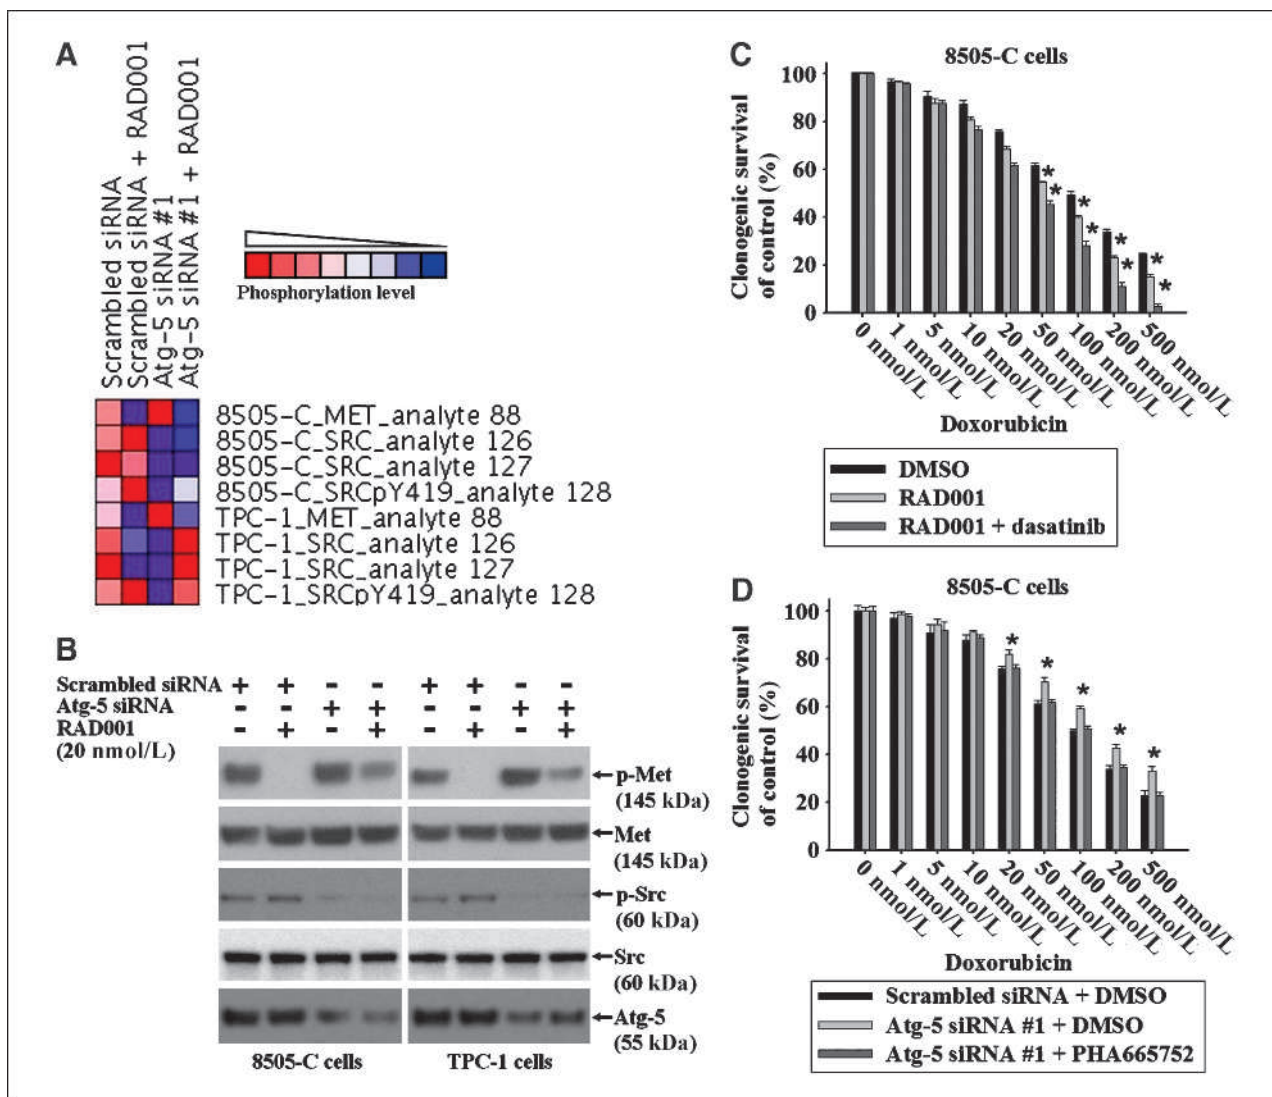 A
Scrambled siRNA
Scrambled siRNA + RAD001
Atg-5 siRNA #1
Atg-5 siRNA #1 + RAD001
Phosphorylation level
8505-C_MET_analyte 88
8505-C_SRC_analyte 126
8505-C_SRC_analyte 127
8505-C_SRCpY419_analyte 128
TPC-1_MET_analyte 88
TPC-1_SRC_analyte 126
TPC-1_SRC_analyte 127
TPC-1_SRCpY419_analyte 128
B
Scrambled siRNA + + - - + + - -
Atg-5 siRNA - - + + - - + +
RAD001 - + - + - + - +
(20 nmol/L)
p-Met
(145 kDa)
Met
(145 kDa)
p-Src
(60 kDa)
Src
(60 kDa)
Atg-5
(55 kDa)
8505-C cells
TPC-1 cells
C
8505-C cells
Clonogenic survival
of control (%)
100
80
60
40
20
0
* * * * * * * *
0 nmol/L
1 nmol/L
5 nmol/L
10 nmol/L
20 nmol/L
50 nmol/L
100 nmol/L
200 nmol/L
500 nmol/L
Doxorubicin
DMSO
RAD001
RAD001 + dasatinib
D
8505-C cells
Clonogenic survival
of control (%)
100
80
60
40
20
0
* * * * *
0 nmol/L
1 nmol/L
5 nmol/L
10 nmol/L
20 nmol/L
50 nmol/L
100 nmol/L
200 nmol/L
500 nmol/L
Doxorubicin
Scrambled siRNA + DMSO
Atg-5 siRNA #1 + DMSO
Atg-5 siRNA #1 + PHA665752